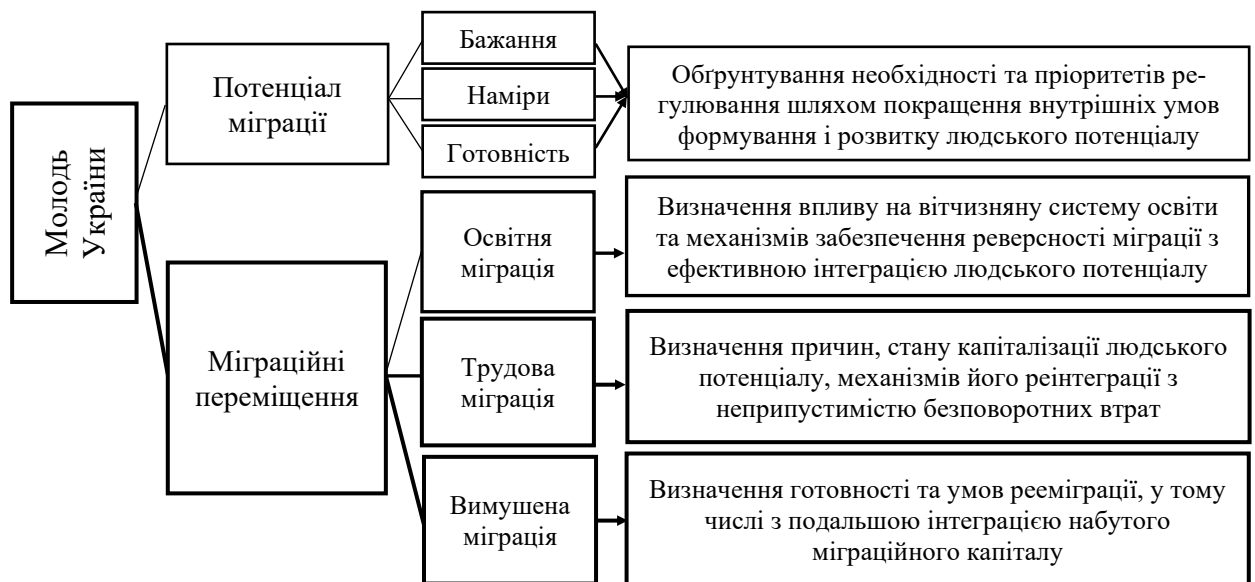 Молодь
України
Потенціал
міграції
Бажання
Наміри
Готовність
Обґрунтування необхідності та пріоритетів ре-
гулювання шляхом покращення внутрішніх умов
формування і розвитку людського потенціалу
Міграційні
переміщення
Освітня
міграція
Визначення впливу на вітчизняну систему освіти
та механізмів забезпечення реверсності міграції з
ефективною інтеграцією людського потенціалу
Трудова
міграція
Визначення причин, стану капіталізації людського
потенціалу, механізмів його реінтеграції з
неприпустимістю безповоротних втрат
Вимушена
міграція
Визначення готовності та умов рееміграції, у тому
числі з подальшою інтеграцією набутого
міграційного капіталу